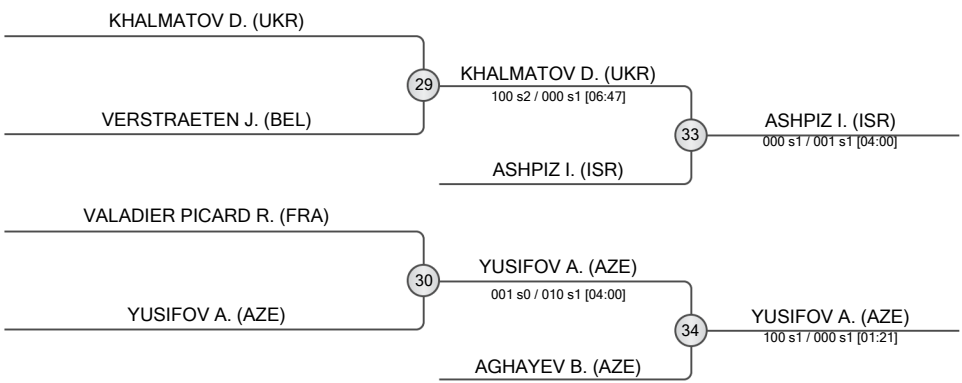 KHALMATOV D. (UKR)
29
VERSTRAETEN J. (BEL)
KHALMATOV D. (UKR)
100 s2 / 000 s1 [06:47]
33
ASHPIZ I. (ISR)
ASHPIZ I. (ISR)
000 s1 / 001 s1 [04:00]
VALADIER PICARD R. (FRA)
30
YUSIFOV A. (AZE)
YUSIFOV A. (AZE)
001 s0 / 010 s1 [04:00]
34
AGHAYEV B. (AZE)
YUSIFOV A. (AZE)
100 s1 / 000 s1 [01:21]